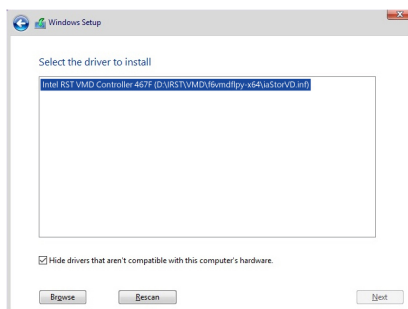 Windows Setup
Select the driver to install
Intel RST VMD Controller 467F (D:\IRST\VMD\f6vmdflpy-x64\iaStorVD.inf)
Hide drivers that aren't compatible with this computer's hardware.
Browse
Rescan
Next